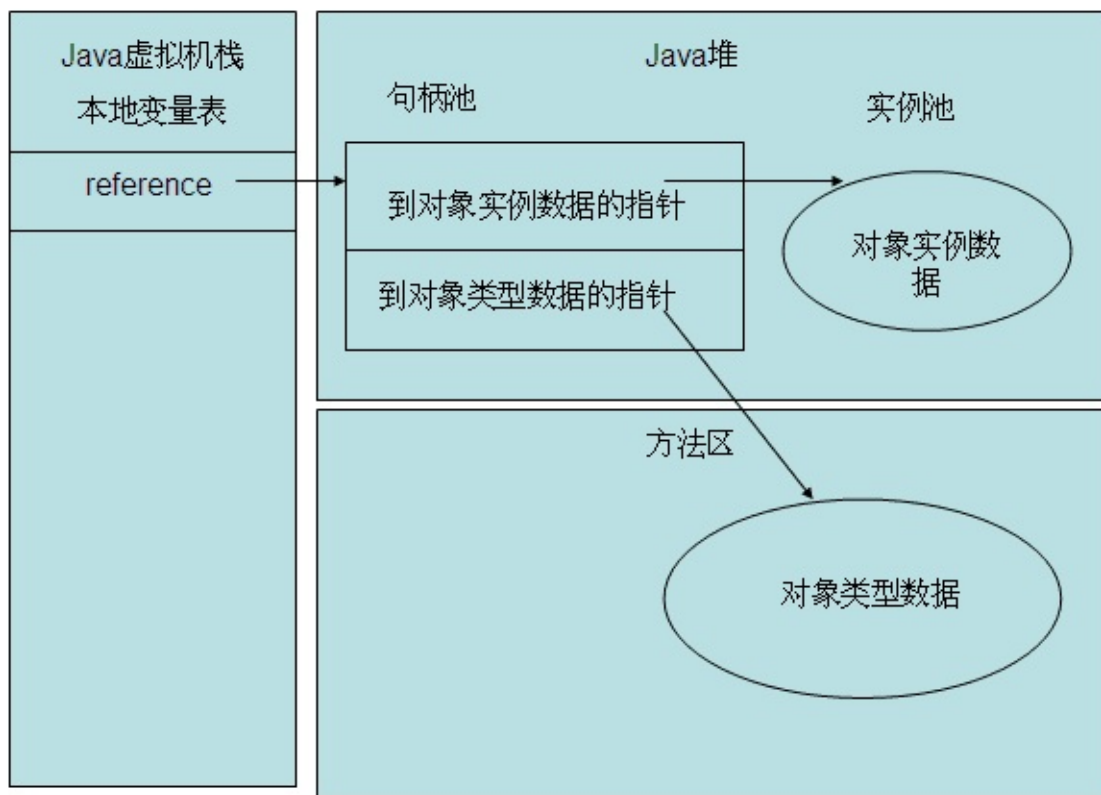 Java虚拟机栈
本地变量表
reference
Java堆
句柄池
实例池
到对象实例数据的指针
到对象类型数据的指针
对象实例数
据
方法区
对象类型数据